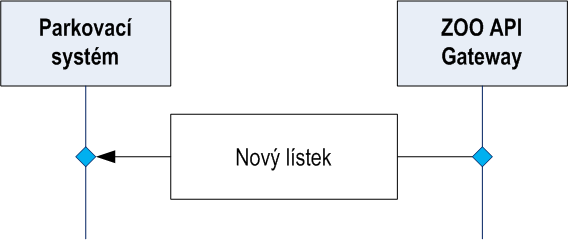 Parkovací
systém
ZOO API
Gateway
Nový lístek